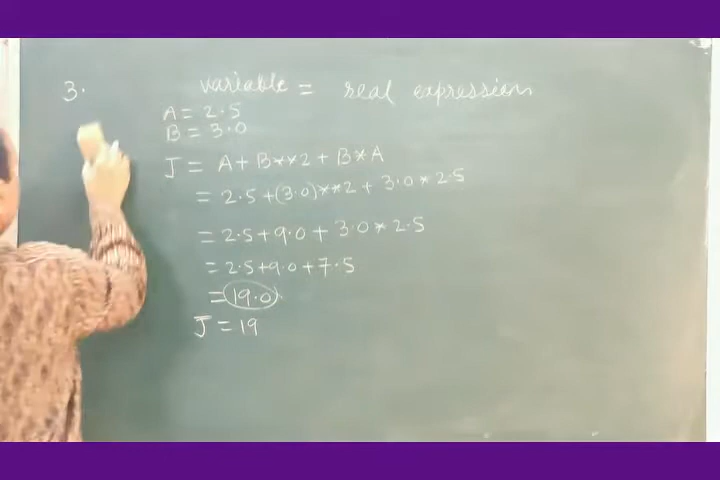 3. variable = real expression
A = 2.5
B = 3.0
J = A + B**2 + B*A
= 2.5 + (3.0)**2 + 3.0*2.5
= 2.5 + 9.0 + 3.0*2.5
= 2.5 + 9.0 + 7.5
= 19.0
J = 19